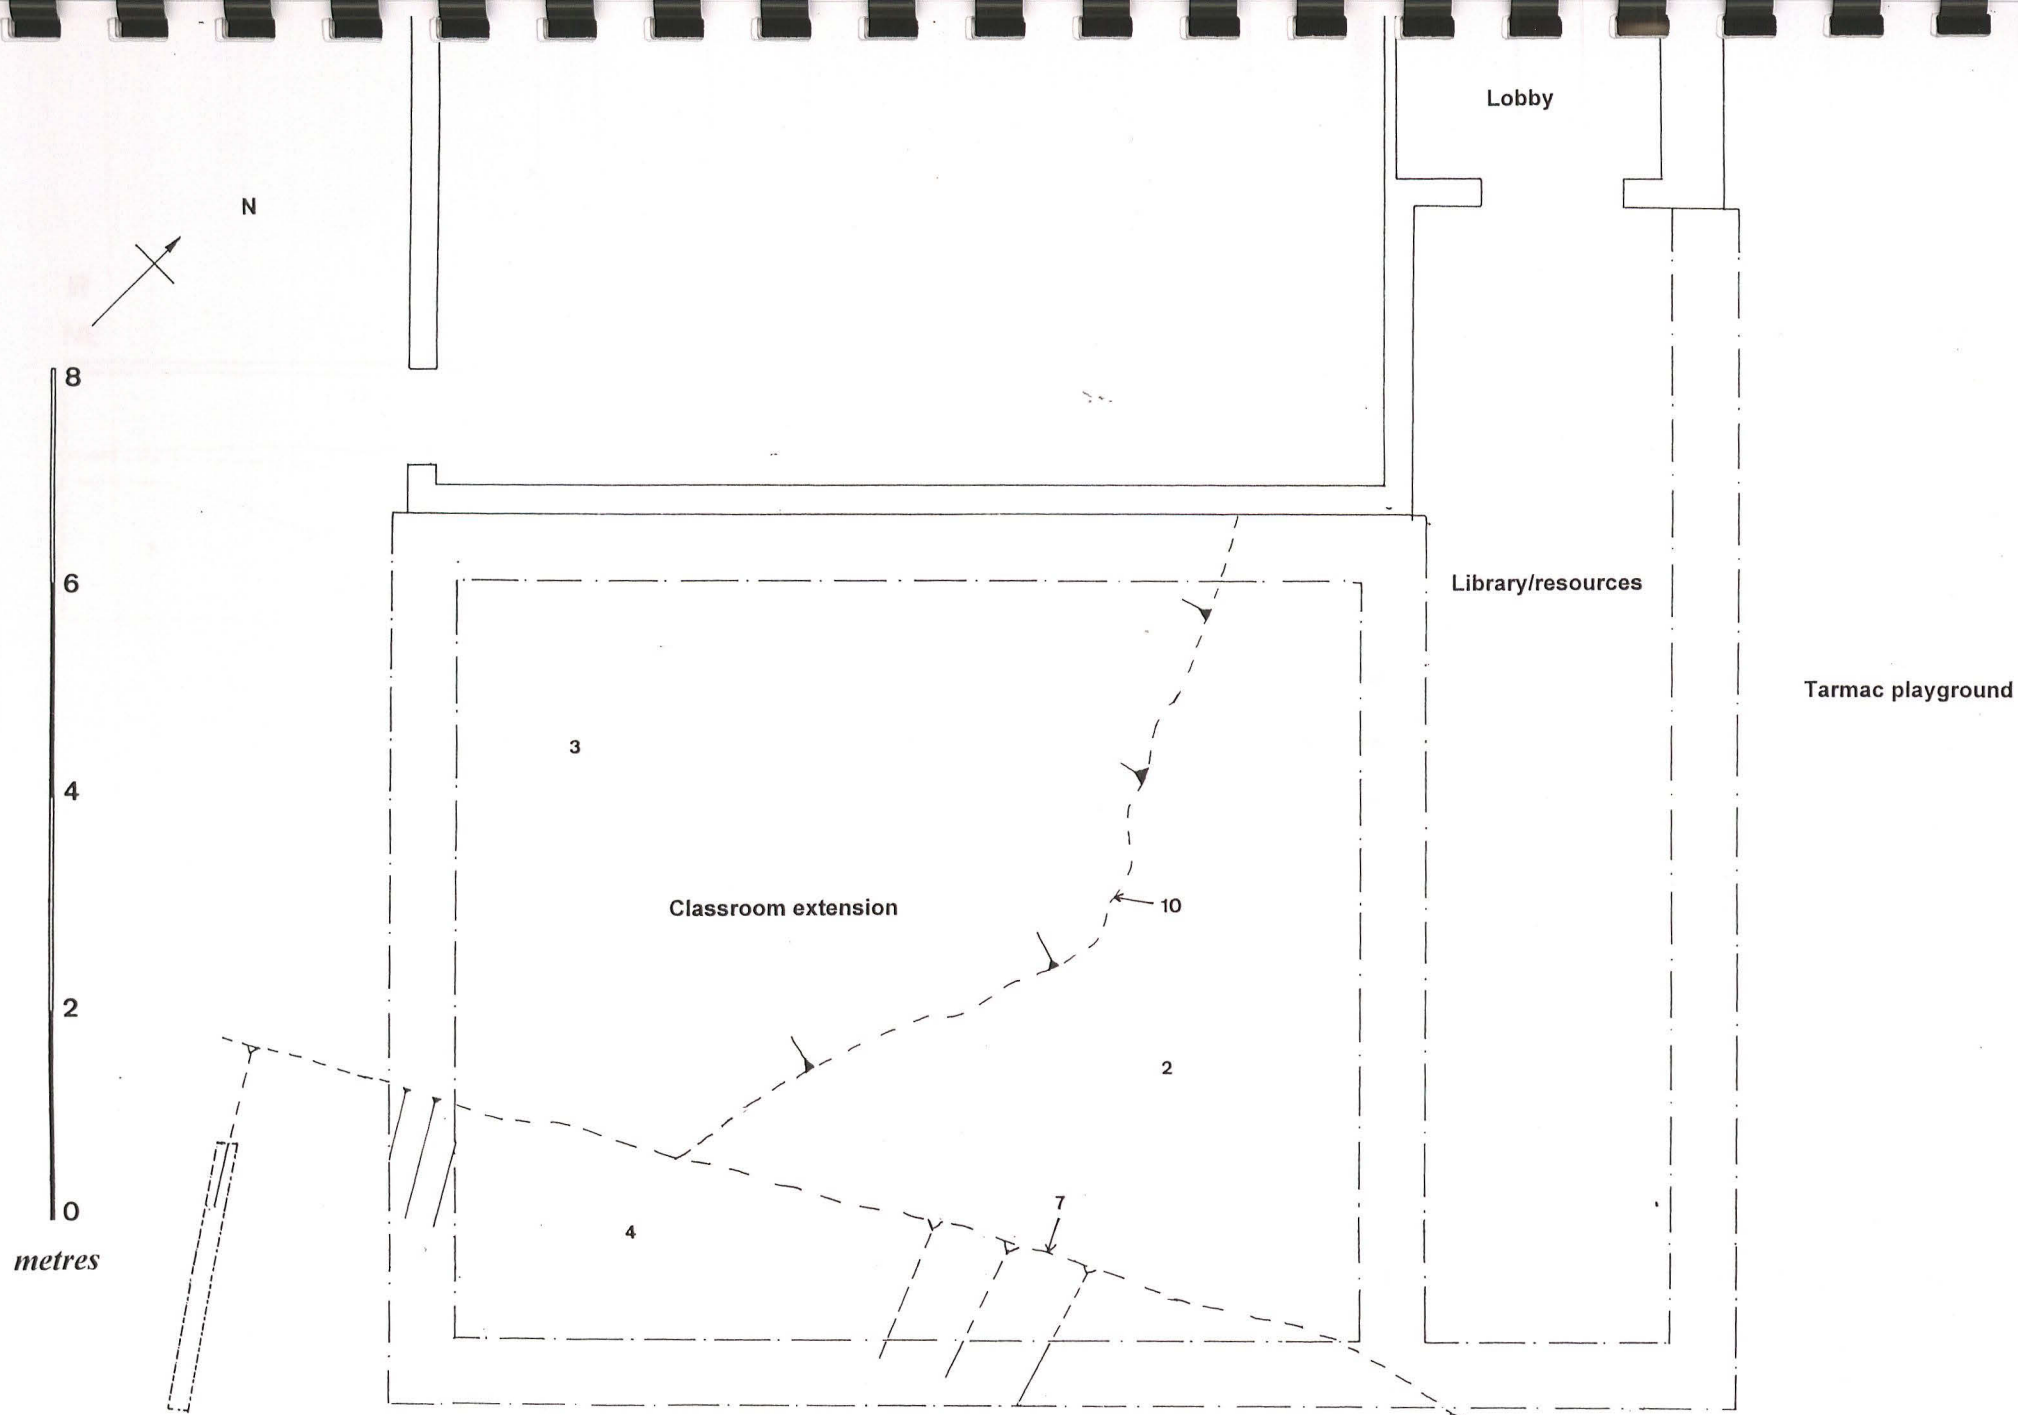 Lobby
N
8
6
Library/resources
Tarmac playground
3
4
Classroom extension
10
2
2
7
4
0
metres